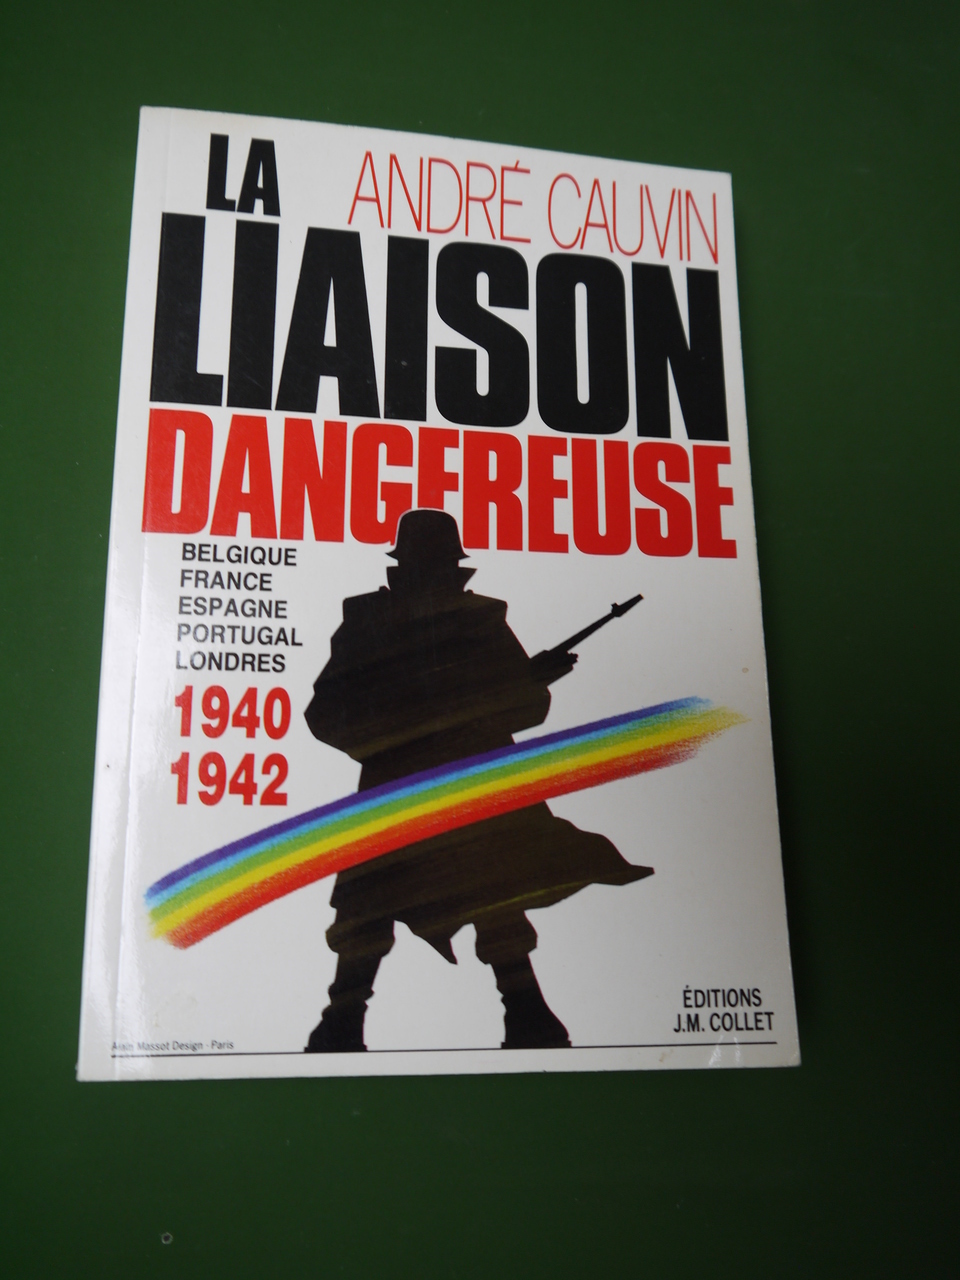 LA
ANDRÉ CAUVIN
LIAISON
DANGEREUSE
BELGIQUE
FRANCE
ESPAGNE
PORTUGAL
LONDRES
1940
1942
ÉDITIONS
J.M. COLLET
Alain Massot Design - Paris